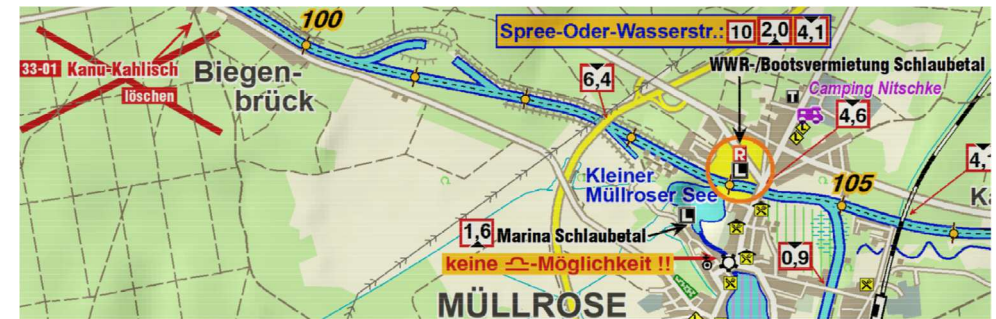 100
Spree-Oder-Wasserstr.: 10 2,0 4,1
33-01 Kanu-Kahlisch
löschen
Biegen-
brück
6,4
WWR-/Bootsvermietung Schlaubetal
Camping Nitschke
4,6
R
L
Kleiner
Müllroser See
105
L
1,6 Marina Schlaubetal
keine -Möglichkeit !!
0,9
MÜLLROSE